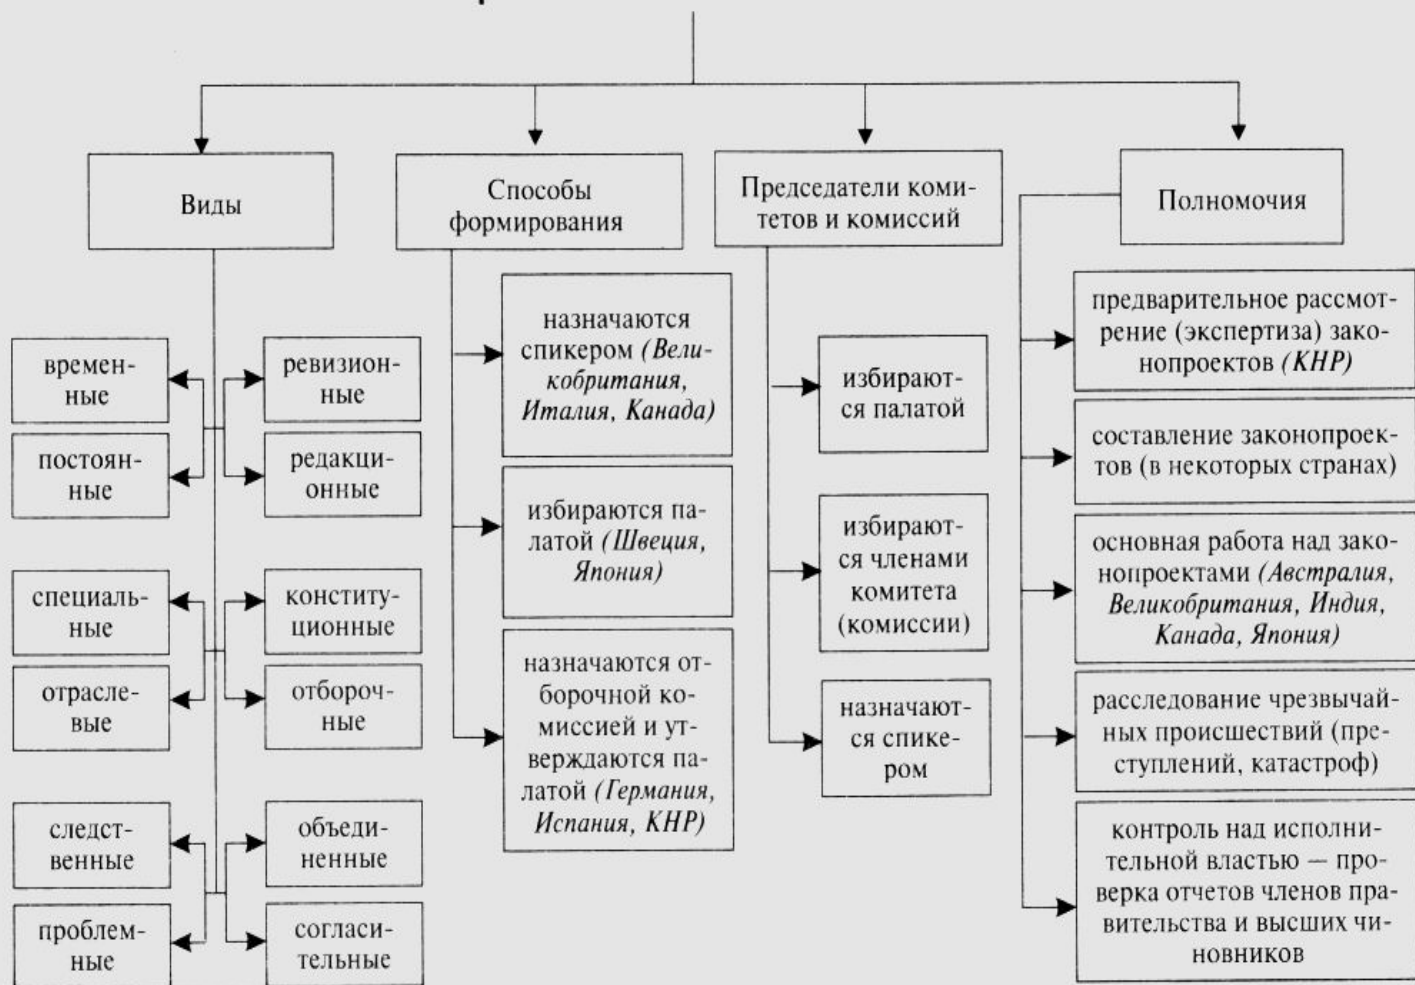 Виды
Способы
формирования
Председатели коми-
тетов и комиссий
Полномочия
времен-
ные
ревизион-
ные
постоян-
ные
редакци-
онные
специаль-
ные
конститу-
ционные
отрасле-
вые
отбороч-
ные
следст-
венные
объеди-
ненные
проблем-
ные
согласи-
тельные
назначаются
спикером (Вели-
кобритания,
Италия, Канада)
избираются па-
латой (Швеция,
Япония)
назначаются от-
борочной ко-
миссией и ут-
верждаются па-
латой (Германия,
Испания, КНР)
избирают-
ся палатой
избирают-
ся членами
комитета
(комиссии)
назначают-
ся спике-
ром
предварительное рассмот-
рение (экспертиза) зако-
нопроектов (КНР)
составление законопроек-
тов (в некоторых странах)
основная работа над зако-
нопроектами (Австралия,
Великобритания, Индия,
Канада, Япония)
расследование чрезвычай-
ных происшествий (пре-
ступлений, катастроф)
контроль над исполни-
тельной властью — про-
верка отчетов членов пра-
вительства и высших чи-
новников